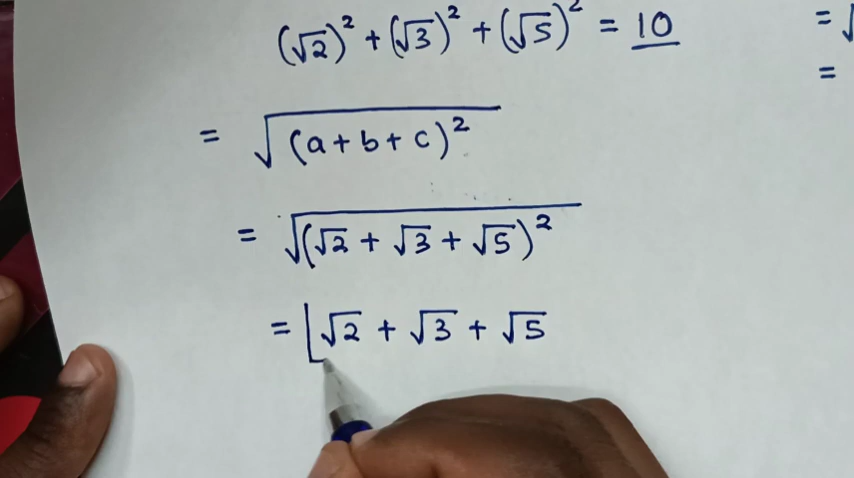 (√2)² + (√3)² + (√5)² = 10
= √
=
= √(a + b + c)²
= √(√2 + √3 + √5)²
= √2 + √3 + √5